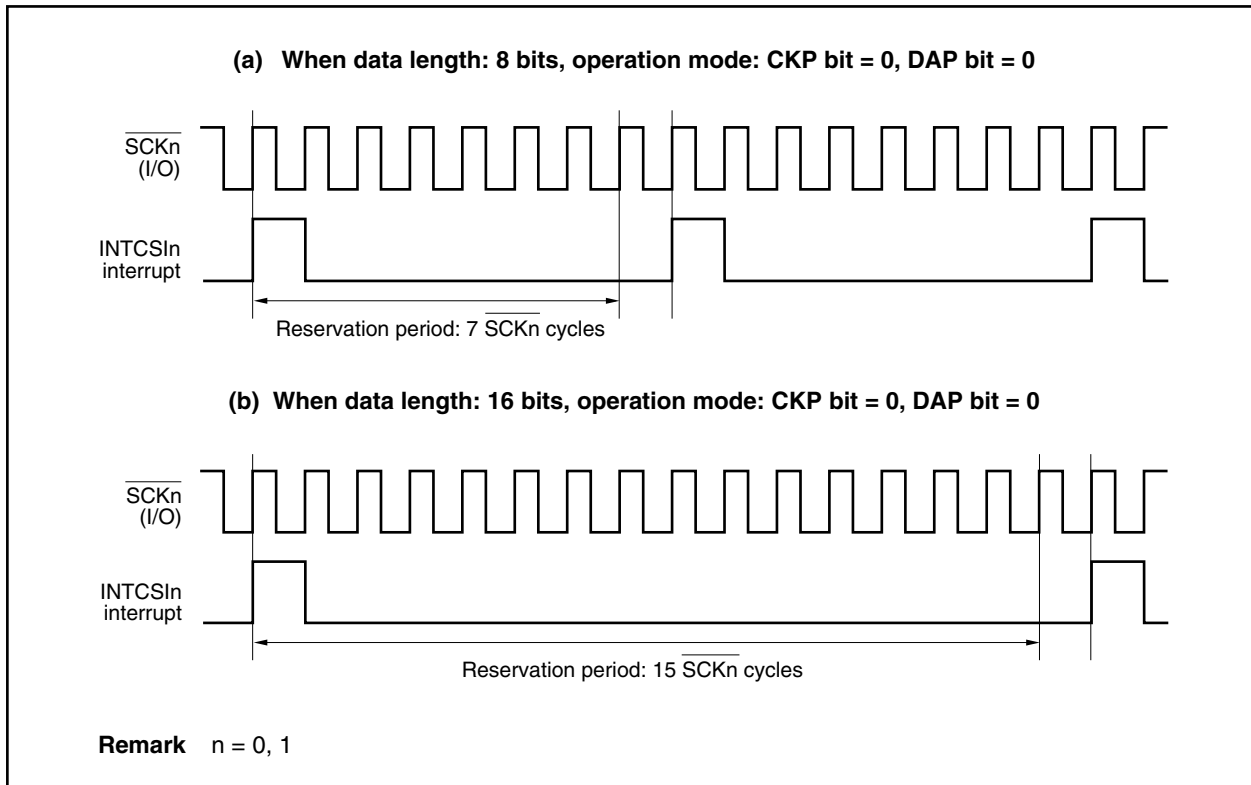 (a) When data length: 8 bits, operation mode: CKP bit = 0, DAP bit = 0
SCKn
(I/O)
INTCSIn
interrupt
Reservation period: 7 SCKn cycles
(b) When data length: 16 bits, operation mode: CKP bit = 0, DAP bit = 0
SCKn
(I/O)
INTCSIn
interrupt
Reservation period: 15 SCKn cycles
Remark n = 0, 1